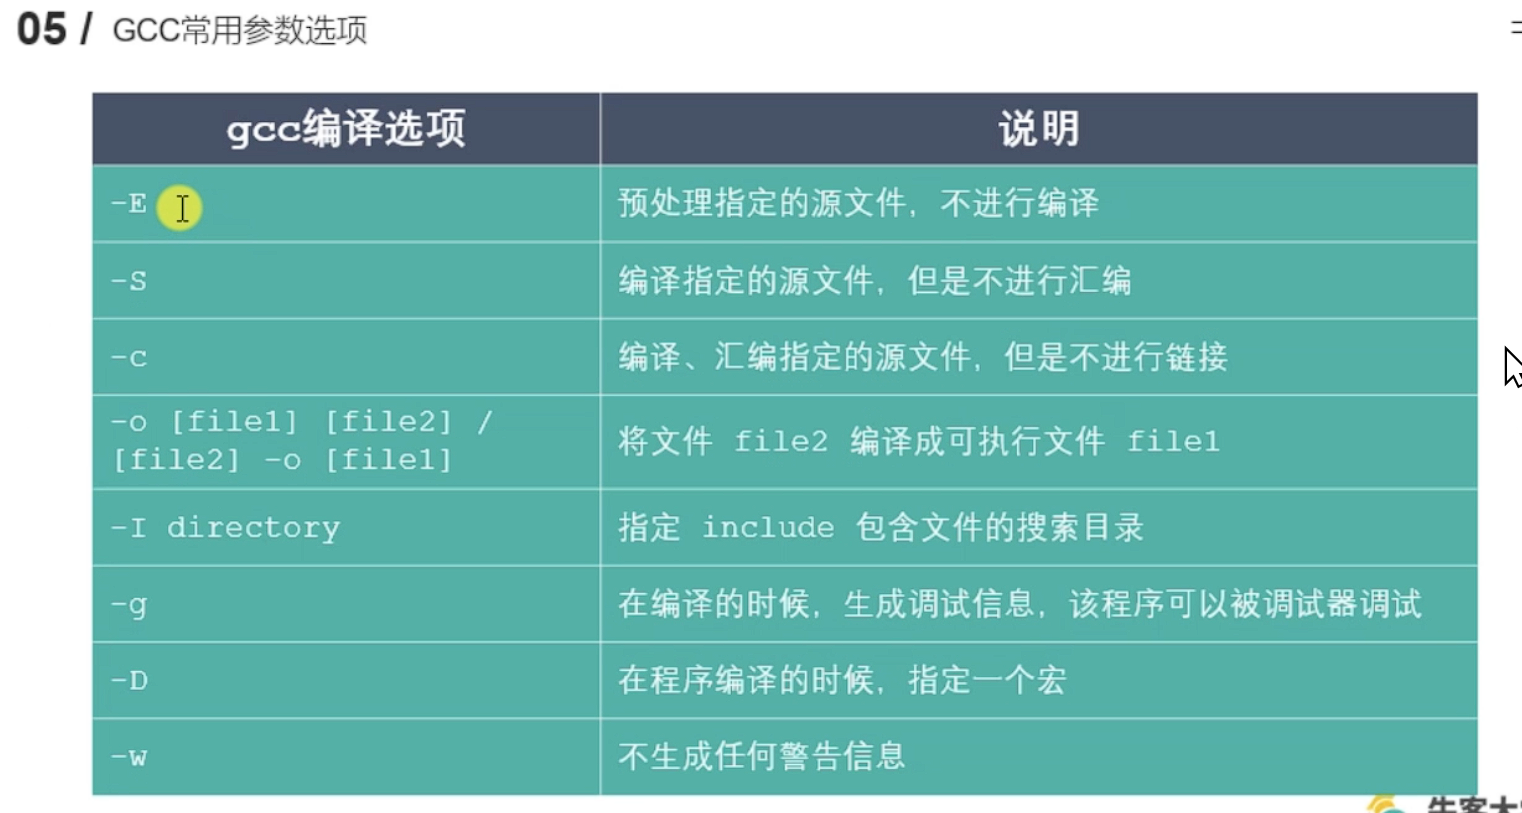 05 / GCC常用参数选项
gcc编译选项 说明
-E 预处理指定的源文件，不进行编译
-S 编译指定的源文件，但是不进行汇编
-c 编译、汇编指定的源文件，但是不进行链接
-o [file1] [file2] /
[file2] -o [file1]
将文件 file2 编译成可执行文件 file1
-I directory 指定 include 包含文件的搜索目录
-g 在编译的时候，生成调试信息，该程序可以被调试器调试
-D 在程序编译的时候，指定一个宏
-w 不生成任何警告信息
牛客大